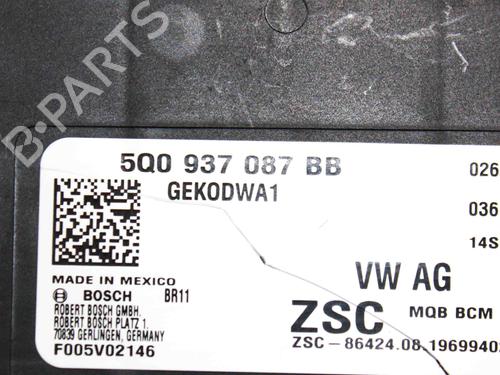 B-PARTS
5Q0 937 087 BB
026
GEKODWA1
036
14S
MADE IN MEXICO
VW AG
BOSCH BR11
ROBERT BOSCH GMBH.
ROBERT BOSCH PLATZ 1.
70839 GERLINGEN, GERMANY
F005V02146
ZSC MQB BCM
ZSC-86424.08.19699402